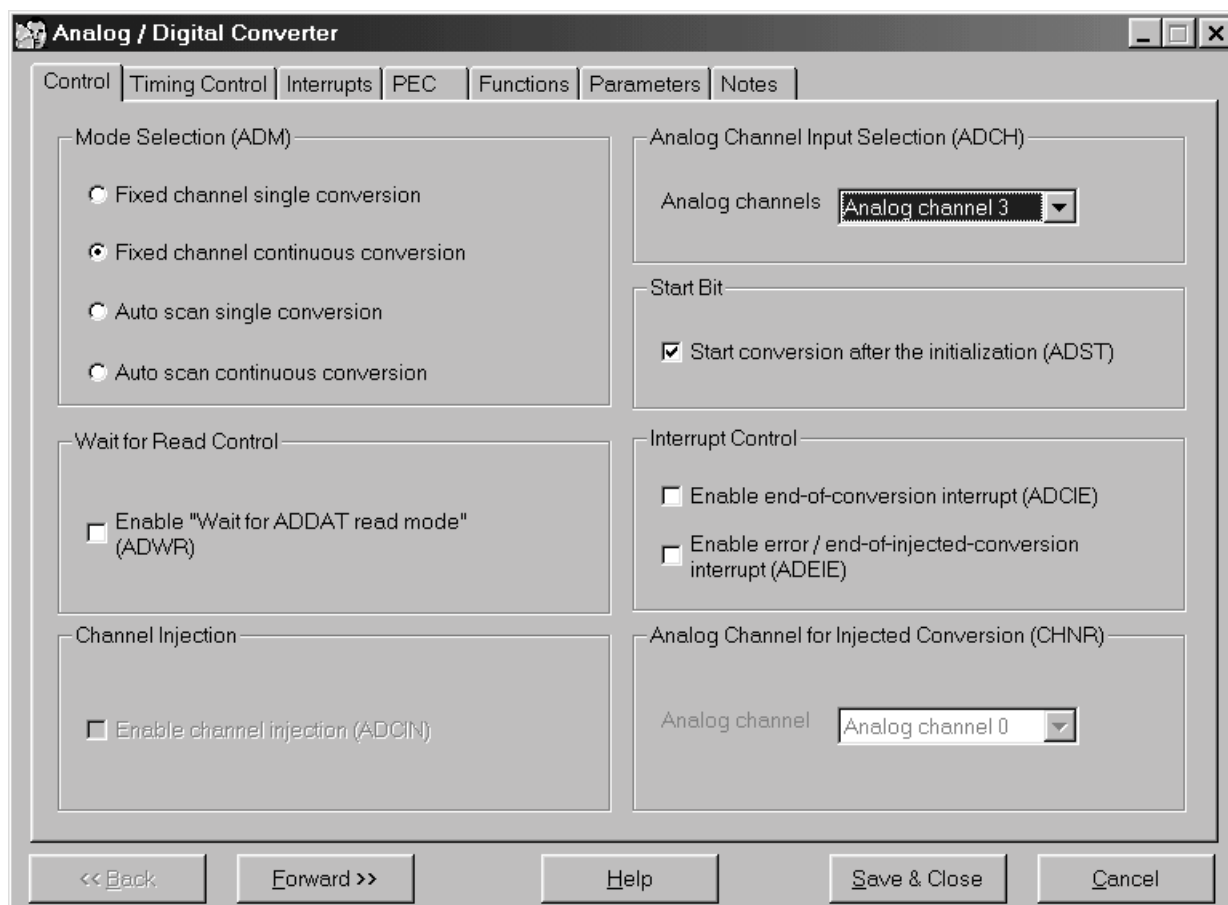 Analog / Digital Converter
Control Timing Control Interrupts PEC Functions Parameters Notes
Mode Selection (ADM)
Fixed channel single conversion
Fixed channel continuous conversion
Auto scan single conversion
Auto scan continuous conversion
Analog Channel Input Selection (ADCH)
Analog channels Analog channel 3
Start Bit
Start conversion after the initialization (ADST)
Wait for Read Control
Enable "Wait for ADDAT read mode"
(ADWR)
Interrupt Control
Enable end-of-conversion interrupt (ADCIE)
Enable error / end-of-injected-conversion
interrupt (ADEIE)
Channel Injection
Enable channel injection (ADCIN)
Analog Channel for Injected Conversion (CHNR)
Analog channel Analog channel 0
<< Back Forward >> Help Save & Close Cancel